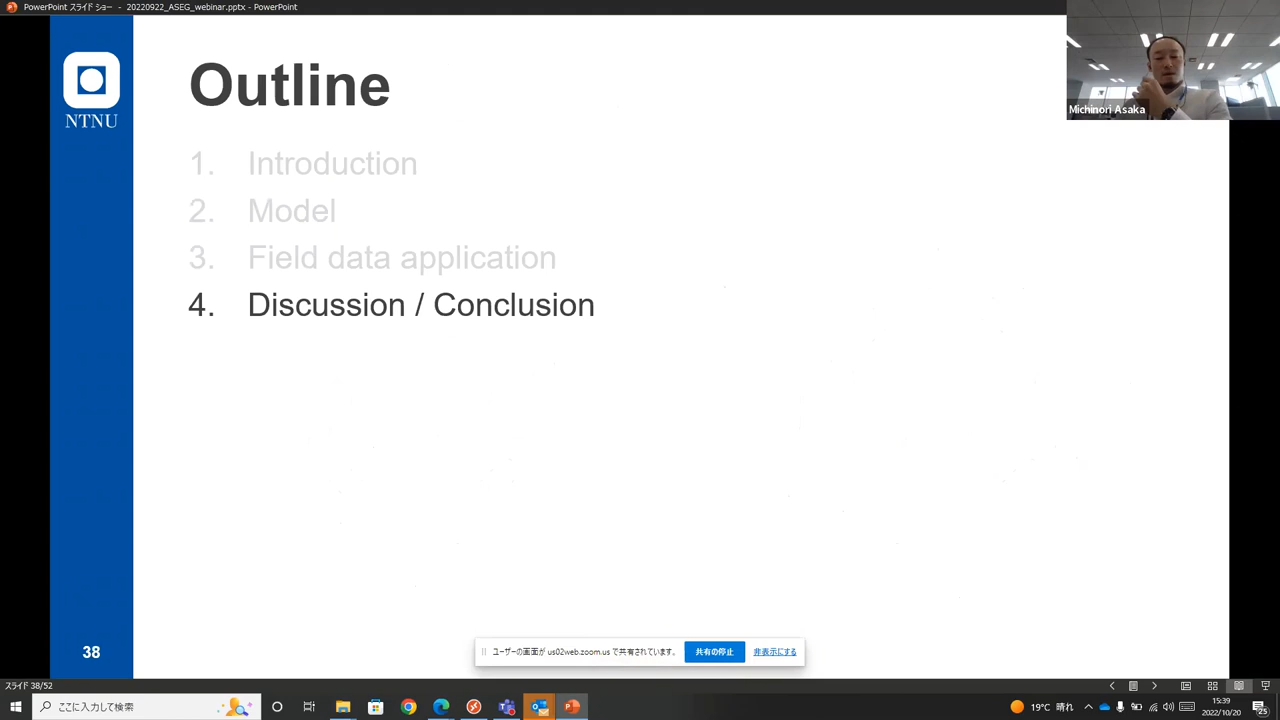 PowerPoint スライド ショー - 20220922_ASEG_webinar.pptx - PowerPoint
Michinori Asaka
NTNU
Outline
1. Introduction
2. Model
3. Field data application
4. Discussion / Conclusion
38
ユーザーの画面が us02web.zoom.us で共有されています。 共有の停止 非表示にする
スライド 38/52
ここに入力して検索
19°C 晴れ
15:39
2022/10/20
25